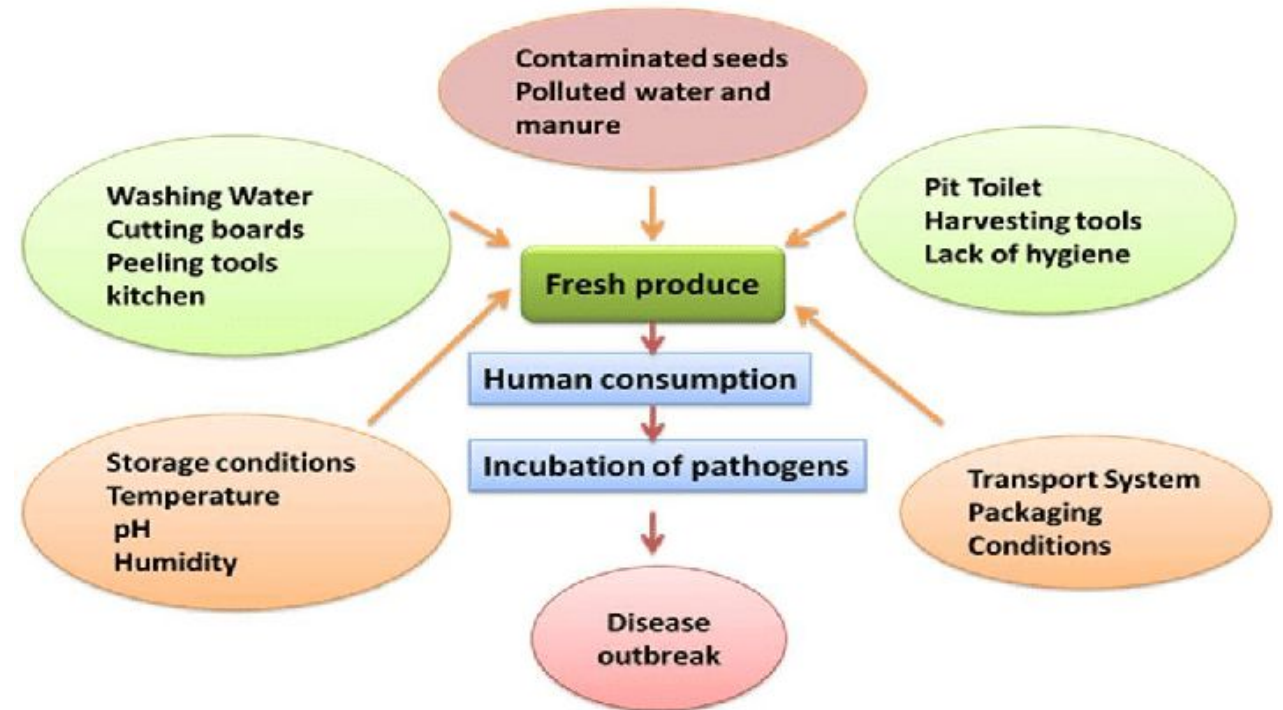 Contaminated seeds
Polluted water and
manure
Washing Water
Cutting boards
Peeling tools
kitchen
Pit Toilet
Harvesting tools
Lack of hygiene
Fresh produce
Human consumption
Incubation of pathogens
Storage conditions
Temperature
pH
Humidity
Transport System
Packaging
Conditions
Disease
outbreak